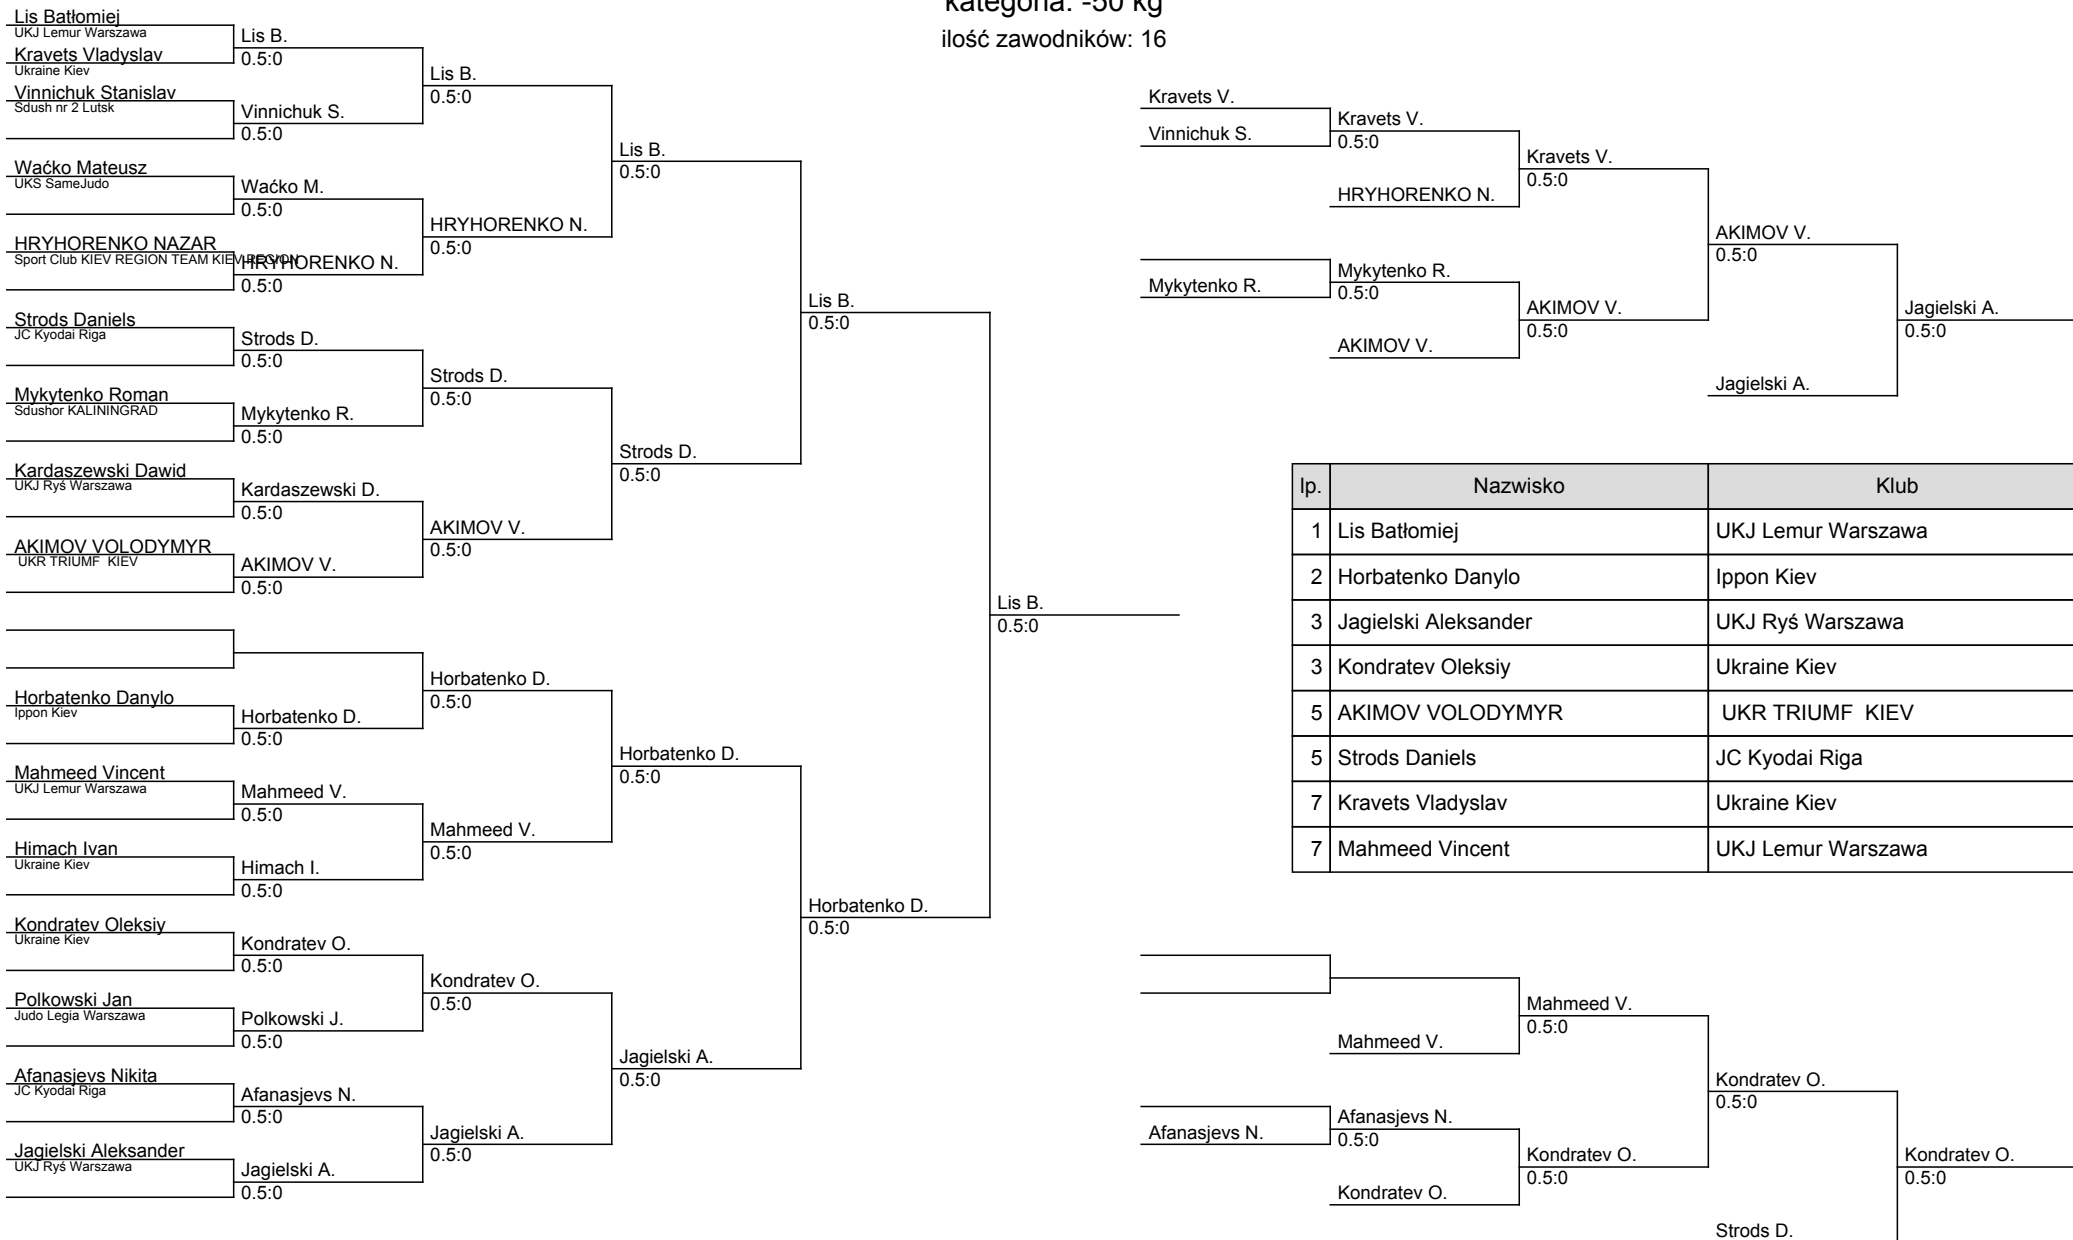 kategoria: -50 kg
ilość zawodników: 16
Lis Batłomiej
UKJ Lemur Warszawa
Kravets Vladyslav
Ukraine Kiev
Vinnichuk Stanislav
Sdush nr 2 Lutsk
Waćko Mateusz
UKS SameJudo
HRYHORENKO NAZAR
Sport Club KIEV REGION TEAM KIEV REGION
Strods Daniels
JC Kyodai Riga
Mykytenko Roman
Sdushor KALININGRAD
Kardaszewski Dawid
UKJ Ryś Warszawa
AKIMOV VOLODYMYR
UKR TRIUMF KIEV
Horbatenko Danylo
Ippon Kiev
Mahmeed Vincent
UKJ Lemur Warszawa
Himach Ivan
Ukraine Kiev
Kondratev Oleksiy
Ukraine Kiev
Polkowski Jan
Judo Legia Warszawa
Afanasjevs Nikita
JC Kyodai Riga
Jagielski Aleksander
UKJ Ryś Warszawa
Lis B.
0.5:0
Vinnichuk S.
0.5:0
Waćko M.
0.5:0
HRYHORENKO N.
0.5:0
Strods D.
0.5:0
Mykytenko R.
0.5:0
Kardaszewski D.
0.5:0
AKIMOV V.
0.5:0
Horbatenko D.
0.5:0
Mahmeed V.
0.5:0
Himach I.
0.5:0
Kondratev O.
0.5:0
Polkowski J.
0.5:0
Afanasjevs N.
0.5:0
Jagielski A.
0.5:0
Lis B.
0.5:0
HRYHORENKO N.
0.5:0
Strods D.
0.5:0
AKIMOV V.
0.5:0
Horbatenko D.
0.5:0
Mahmeed V.
0.5:0
Kondratev O.
0.5:0
Jagielski A.
0.5:0
Lis B.
0.5:0
Strods D.
0.5:0
Horbatenko D.
0.5:0
Jagielski A.
0.5:0
Lis B.
0.5:0
Horbatenko D.
0.5:0
Lis B.
0.5:0
Kravets V.
Vinnichuk S.
Mykytenko R.
Kravets V.
0.5:0
HRYHORENKO N.
Mykytenko R.
0.5:0
AKIMOV V.
Kravets V.
0.5:0
AKIMOV V.
0.5:0
AKIMOV V.
0.5:0
Jagielski A.
Jagielski A.
0.5:0
lp. Nazwisko Klub
1 Lis Batłomiej UKJ Lemur Warszawa
2 Horbatenko Danylo Ippon Kiev
3 Jagielski Aleksander UKJ Ryś Warszawa
3 Kondratev Oleksiy Ukraine Kiev
5 AKIMOV VOLODYMYR UKR TRIUMF KIEV
5 Strods Daniels JC Kyodai Riga
7 Kravets Vladyslav Ukraine Kiev
7 Mahmeed Vincent UKJ Lemur Warszawa
Afanasjevs N.
Mahmeed V.
Afanasjevs N.
0.5:0
Kondratev O.
Mahmeed V.
0.5:0
Kondratev O.
0.5:0
Kondratev O.
0.5:0
Strods D.
Kondratev O.
0.5:0